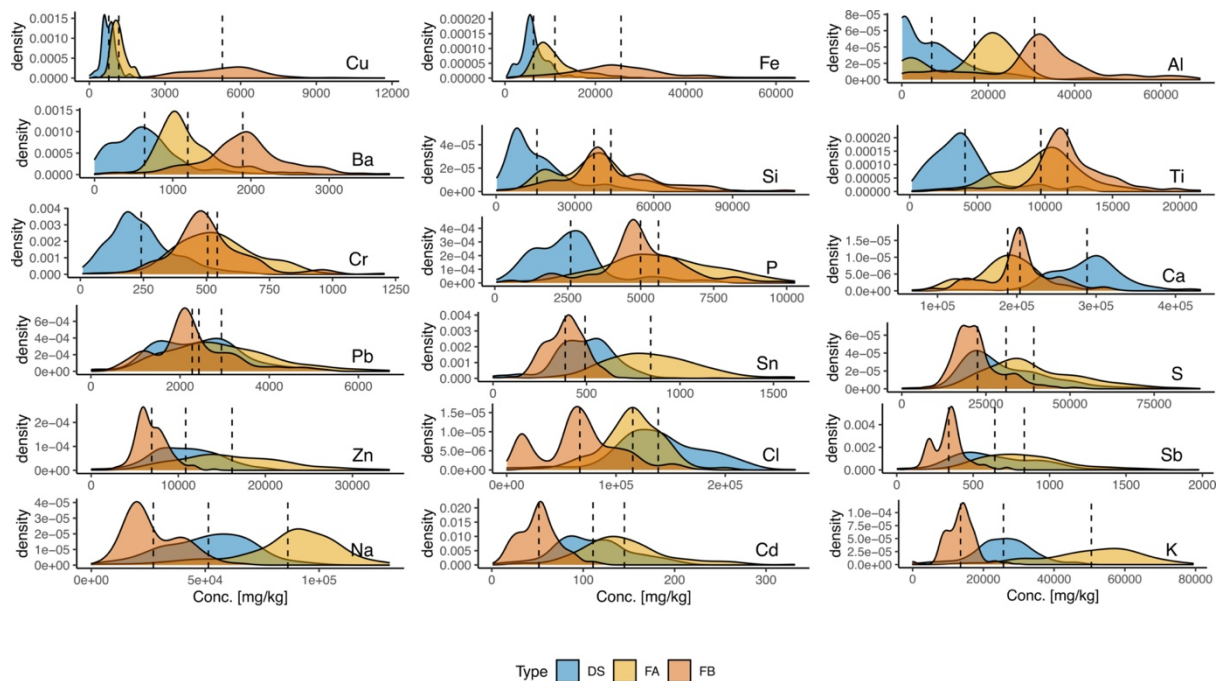 density
0.0015
0.0010
0.0005
0.0000
Cu
0
3000
6000
9000
12000
density
0.00020
0.00015
0.00010
0.00005
0.00000
Fe
0
20000
40000
60000
density
8e-05
6e-05
4e-05
2e-05
0e+00
Al
0
20000
40000
60000
density
0.0015
0.0010
0.0005
0.0000
Ba
0
1000
2000
3000
density
4e-05
2e-05
0e+00
Si
0
30000
60000
90000
density
0.00020
0.00015
0.00010
0.00005
0.00000
Ti
0
5000
10000
15000
20000
density
0.004
0.003
0.002
0.001
0.000
Cr
0
250
500
750
1000
1250
density
4e-04
3e-04
2e-04
1e-04
0e+00
P
0
2500
5000
7500
10000
density
1.5e-05
1.0e-05
5.0e-06
0.0e+00
Ca
1e+05
2e+05
3e+05
4e+05
density
6e-04
4e-04
2e-04
0e+00
Pb
0
2000
4000
6000
density
0.004
0.003
0.002
0.001
0.000
Sn
0
500
1000
1500
density
6e-05
4e-05
2e-05
0e+00
S
0
25000
50000
75000
density
2e-04
1e-04
0e+00
Zn
0
10000
20000
30000
density
1.5e-05
1.0e-05
5.0e-06
0.0e+00
Cl
0e+00
1e+05
2e+05
density
0.004
0.002
0.000
Sb
0
500
1000
1500
2000
density
4e-05
3e-05
2e-05
1e-05
0e+00
Na
0e+00
5e+04
1e+05
Conc. [mg/kg]
density
0.020
0.015
0.010
0.005
0.000
Cd
0
100
200
300
Conc. [mg/kg]
density
1.0e-04
7.5e-05
5.0e-05
2.5e-05
0.0e+00
K
0
20000
40000
60000
80000
Conc. [mg/kg]
Type DS FA FB